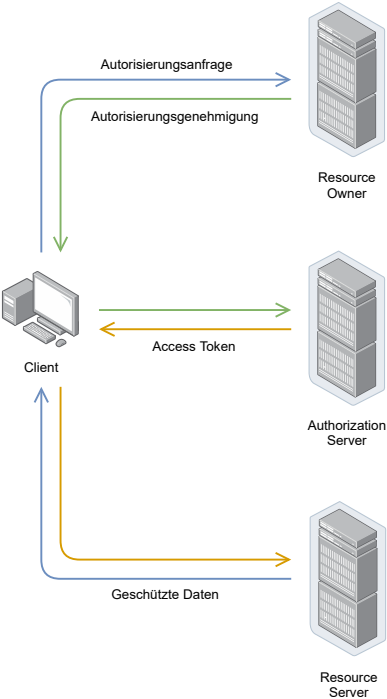 Autorisierungsanfrage
Autorisierungsgenehmigung
Resource
Owner
Access Token
Client
Authorization
Server
Geschützte Daten
Resource
Server